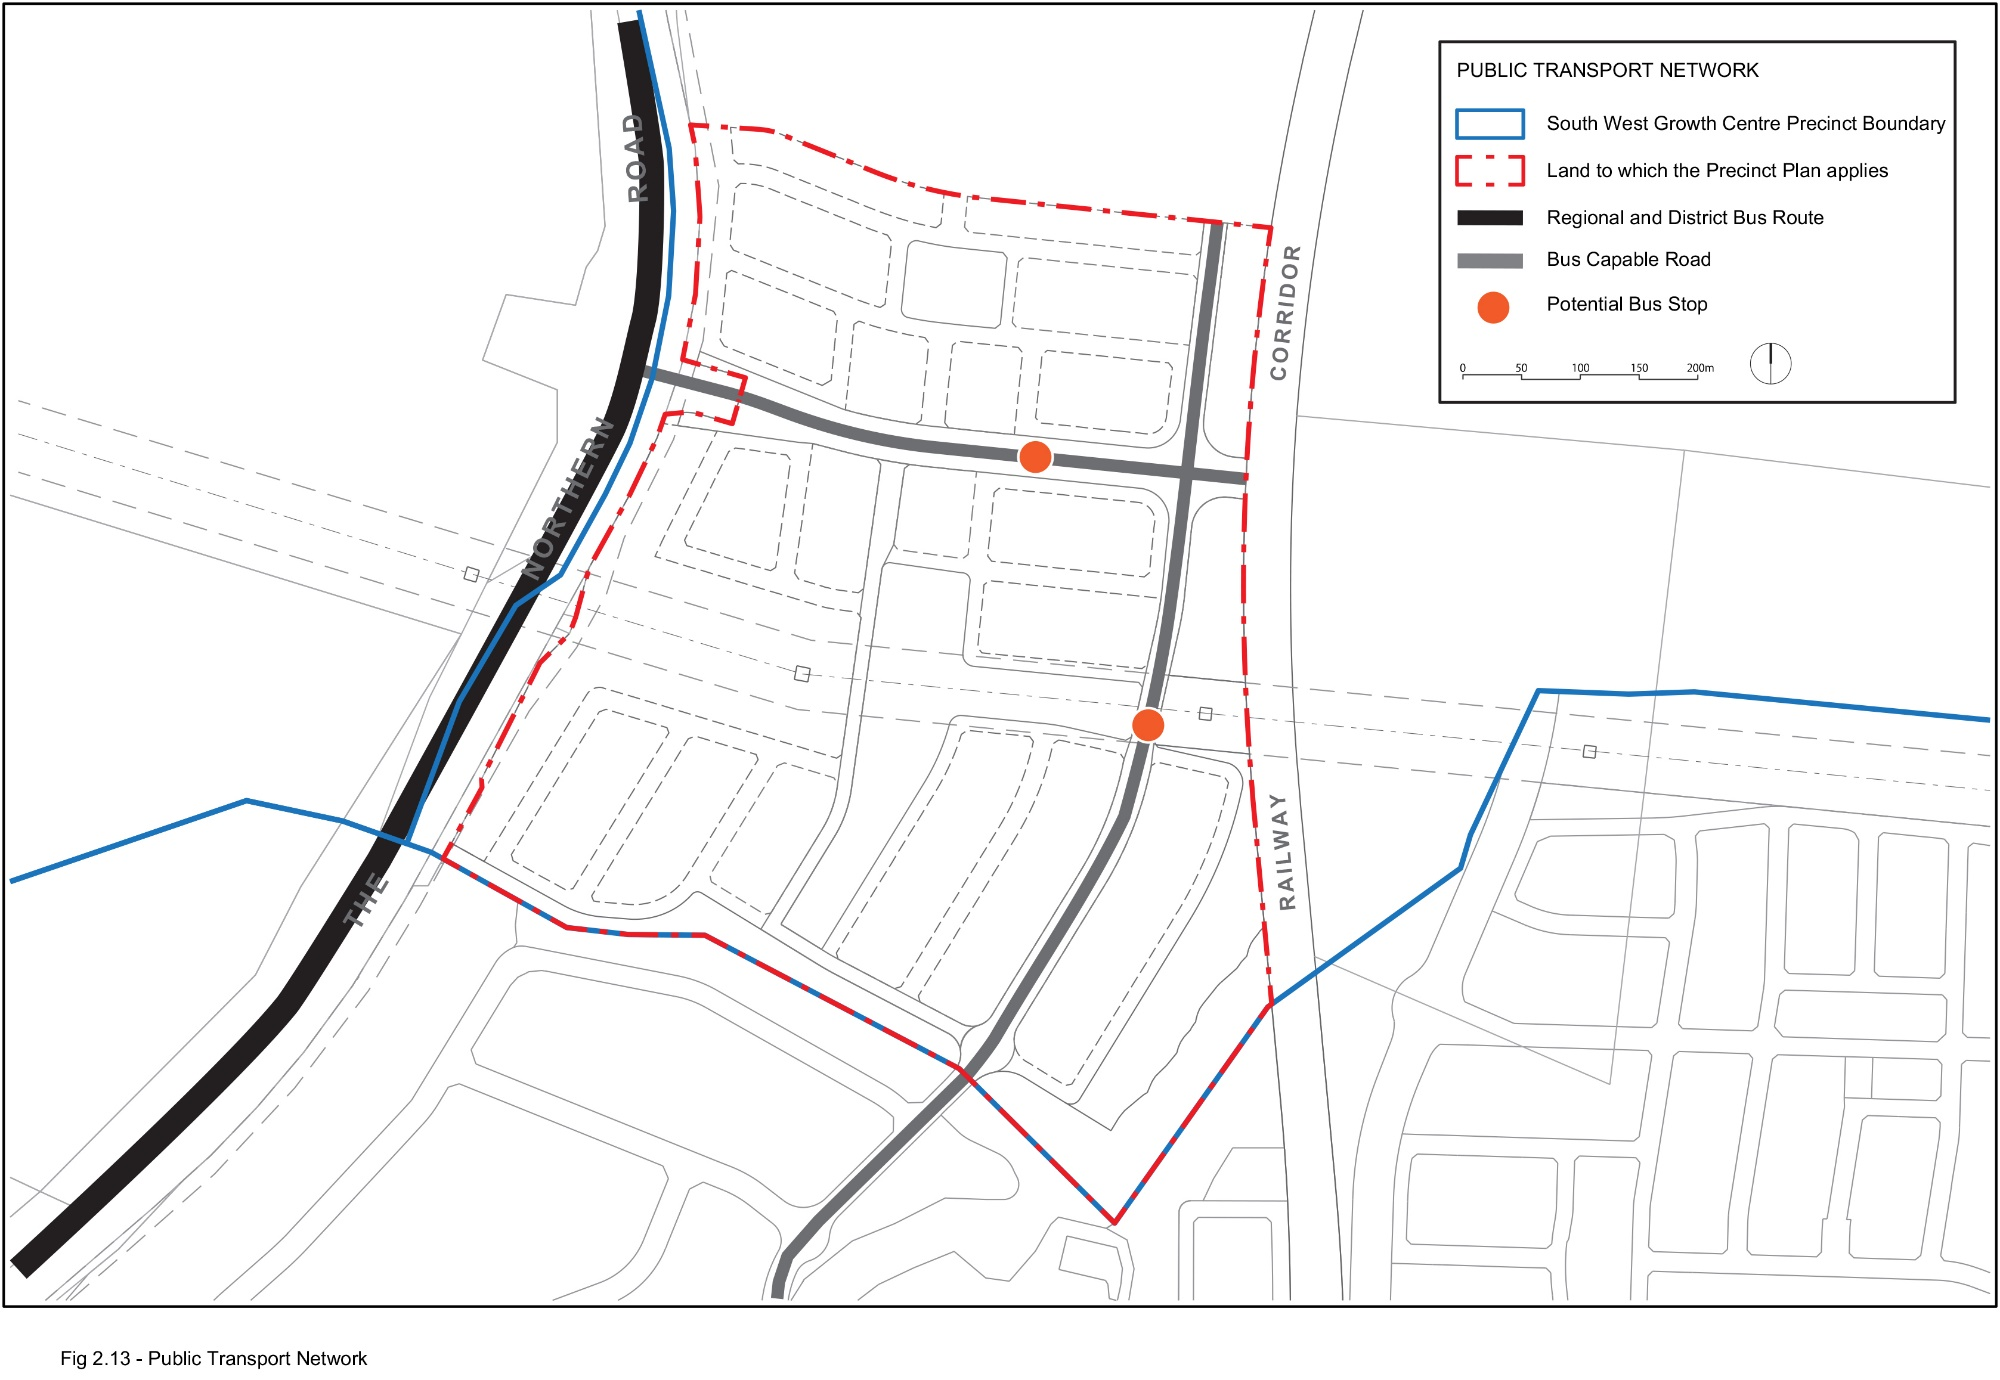 PUBLIC TRANSPORT NETWORK
South West Growth Centre Precinct Boundary
Land to which the Precinct Plan applies
Regional and District Bus Route
Bus Capable Road
Potential Bus Stop
0 50 100 150 200m
THE NORTHERN ROAD
RAILWAY CORRIDOR
Fig 2.13 - Public Transport Network